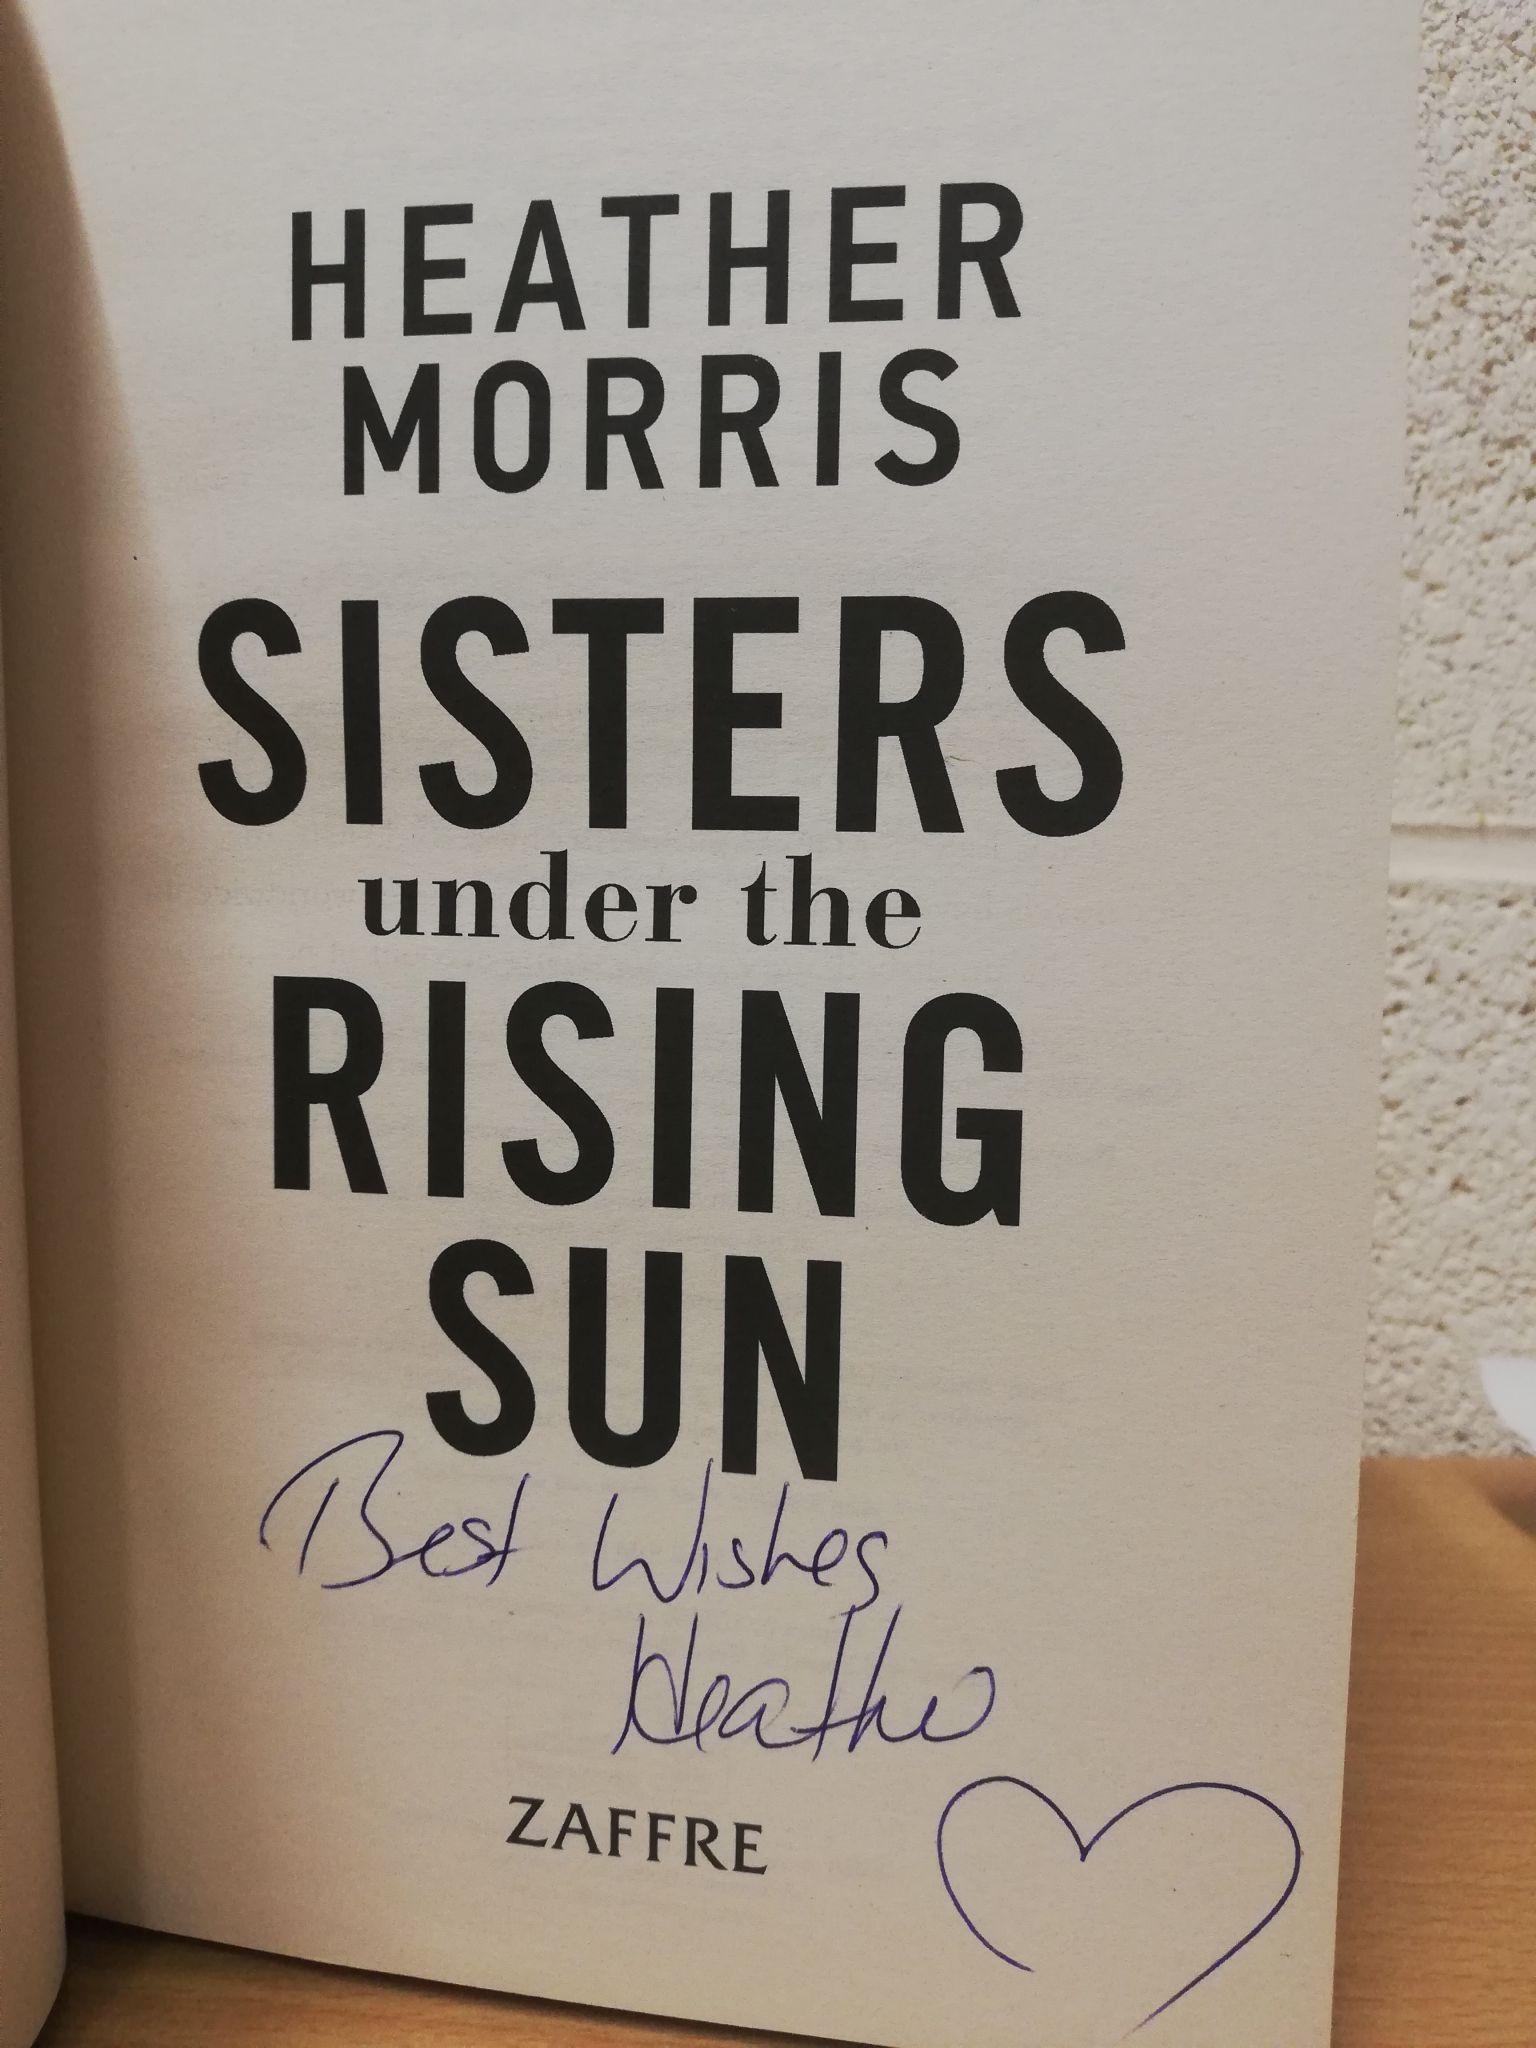 HEATHER
MORRIS
SISTERS
under the
RISING
SUN
Best Wishes
Heather
ZAFFRE